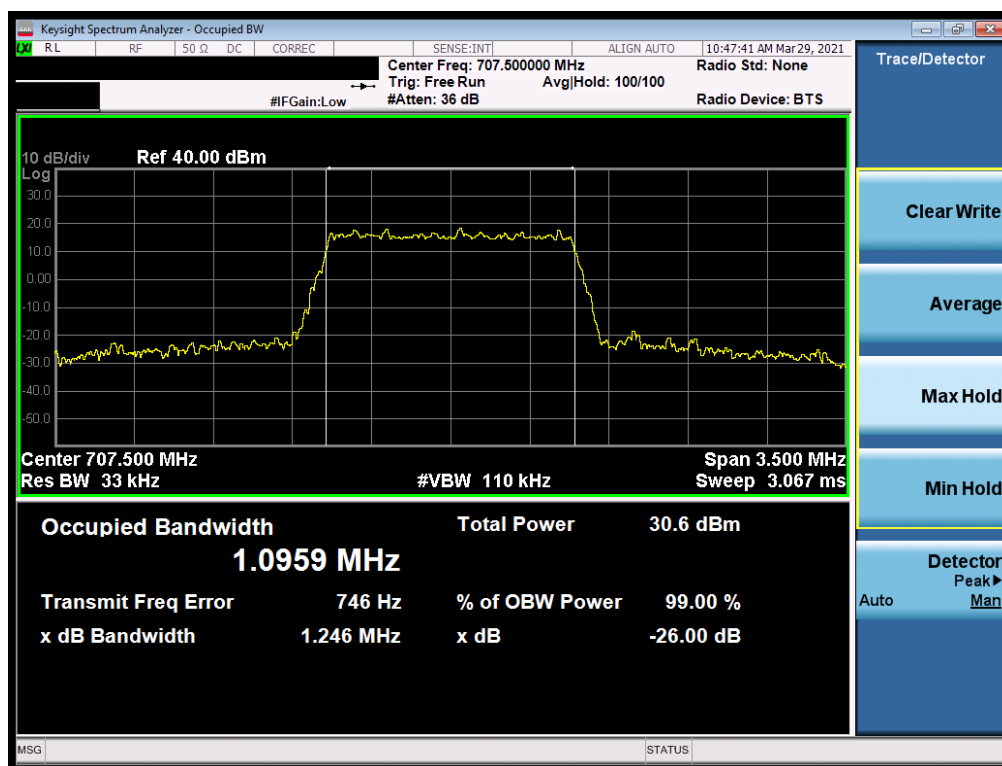 Keysight Spectrum Analyzer - Occupied BW
LXI RL RF 50 Ω DC CORREC SENSE:INT ALIGN AUTO 10:47:41 AM Mar 29, 2021
Center Freq: 707.500000 MHz Radio Std: None
Trig: Free Run Avg|Hold: 100/100
#IFGain:Low #Atten: 36 dB Radio Device: BTS
Trace/Detector
10 dB/div Ref 40.00 dBm
Log
30.0
20.0
10.0
0.00
-10.0
-20.0
-30.0
-40.0
-50.0
Center 707.500 MHz Span 3.500 MHz
Res BW 33 kHz #VBW 110 kHz Sweep 3.067 ms
Clear Write
Average
Max Hold
Min Hold
Detector
Peak▶
Auto Man
Occupied Bandwidth Total Power 30.6 dBm
1.0959 MHz
Transmit Freq Error 746 Hz % of OBW Power 99.00 %
x dB Bandwidth 1.246 MHz x dB -26.00 dB
MSG STATUS